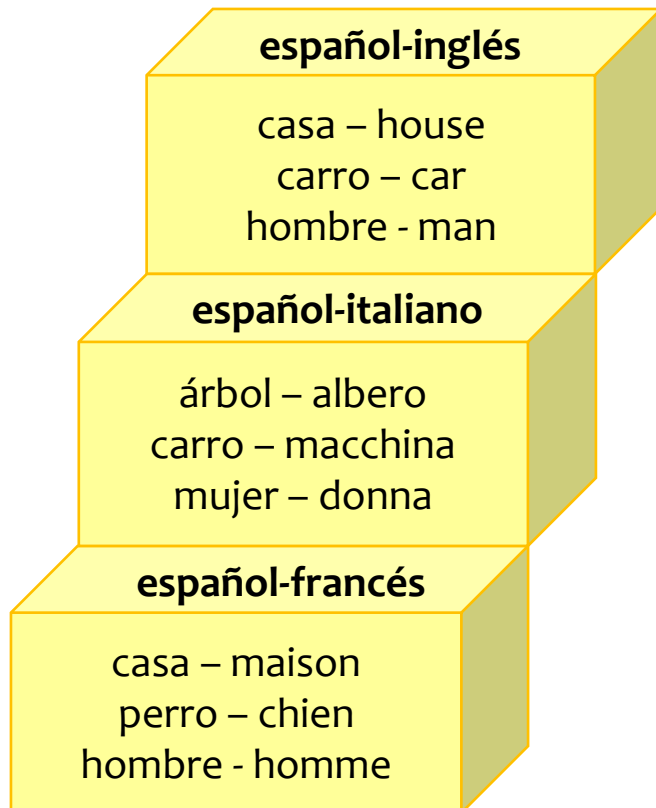 español-inglés
casa – house
carro – car
hombre - man
español-italiano
árbol – albero
carro – macchina
mujer – donna
español-francés
casa – maison
perro – chien
hombre - homme